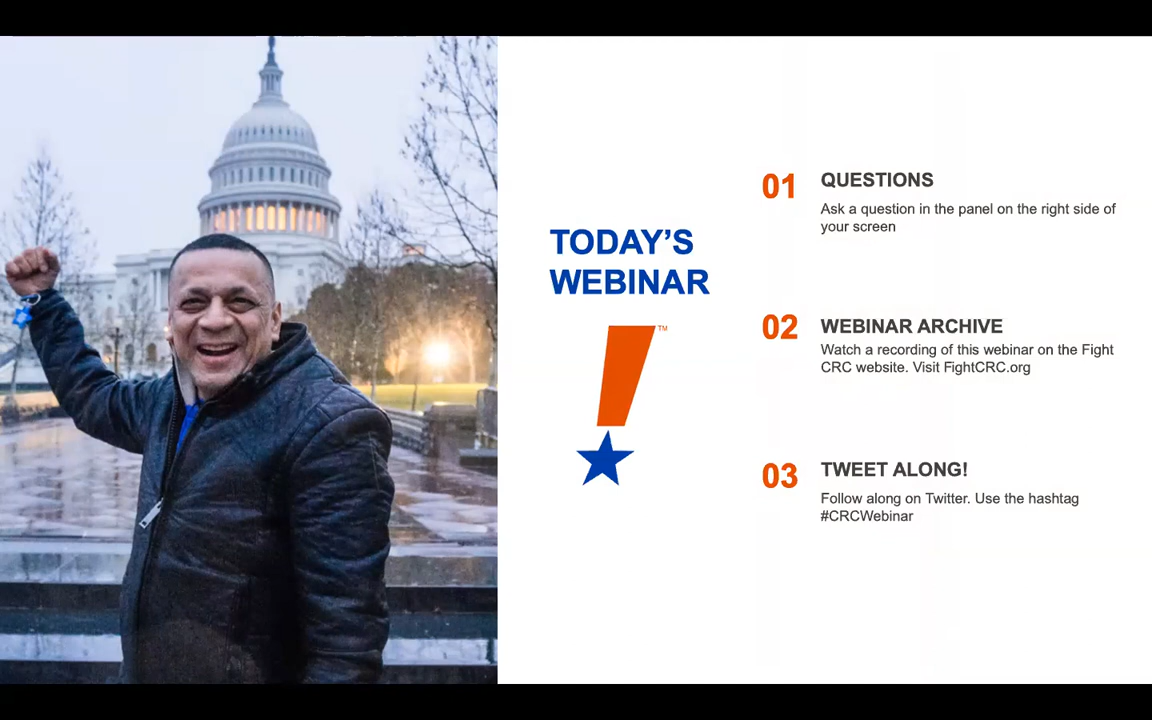 TODAY'S
WEBINAR
TM
01
QUESTIONS
Ask a question in the panel on the right side of
your screen
02
WEBINAR ARCHIVE
Watch a recording of this webinar on the Fight
CRC website. Visit FightCRC.org
03
TWEET ALONG!
Follow along on Twitter. Use the hashtag
#CRCWebinar